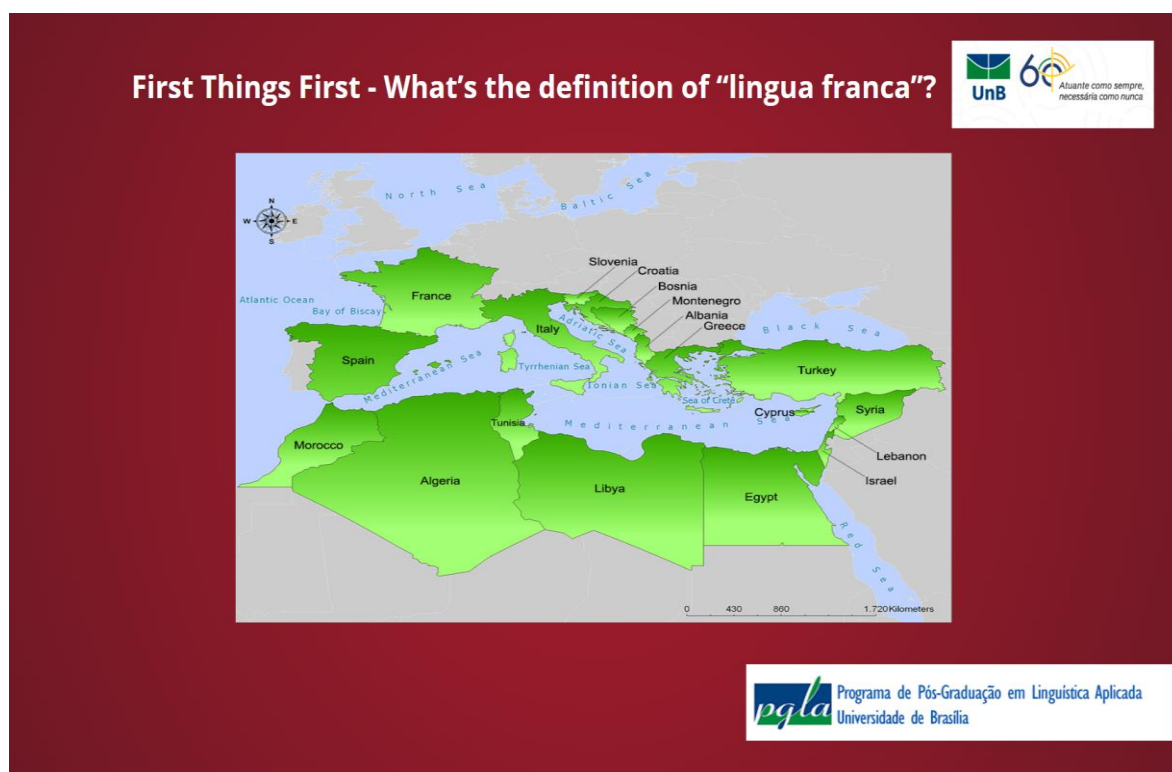 First Things First - What's the definition of “lingua franca”?
UnB
60
Atuante como sempre,
necessária como nunca
North Sea
Baltic Sea
N
W
E
S
Slovenia
Croatia
Bosnia
Montenegro
Albania
Greece
Atlantic Ocean
Bay of Biscay
France
Italy
Adriatic Sea
Black Sea
Spain
Mediterranean Sea
Tyrrhenian Sea
Ionian Sea
Sea of Crete
Turkey
Cyprus
Syria
Tunisia
Mediterranean Sea
Lebanon
Israel
Morocco
Algeria
Libya
Egypt
Red Sea
0 430 860 1.720 Kilometers
pgla
Programa de Pós-Graduação em Linguística Aplicada
Universidade de Brasília